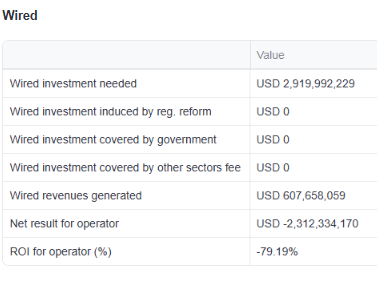 Wired
Value
Wired investment needed USD 2,919,992,229
Wired investment induced by reg. reform USD 0
Wired investment covered by government USD 0
Wired investment covered by other sectors fee USD 0
Wired revenues generated USD 607,658,059
Net result for operator USD -2,312,334,170
ROI for operator (%) -79.19%